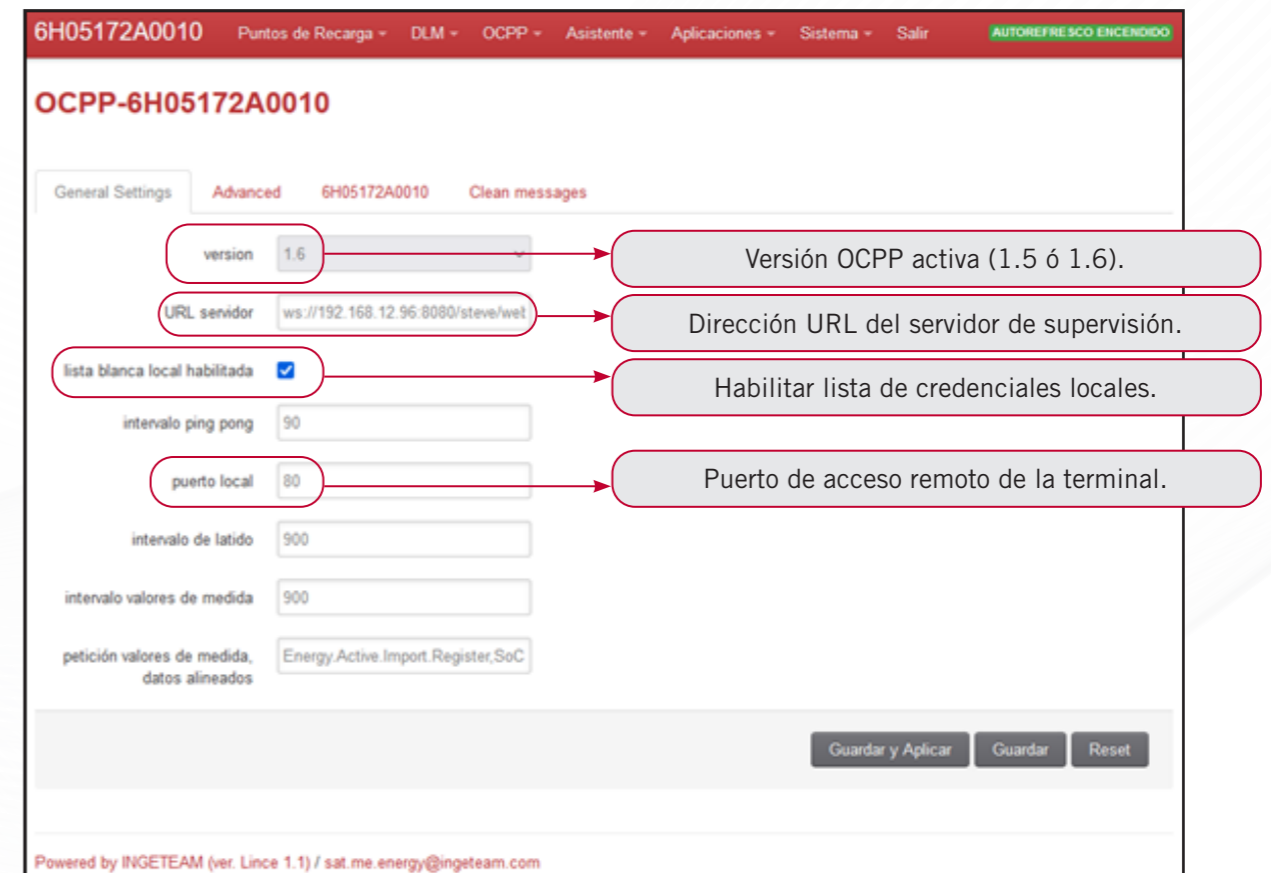 6H05172A0010 Puntos de Recarga DLM OCPP Asistente Aplicaciones Sistema Salir AUTOREFRESCO ENCENDIDO
OCPP-6H05172A0010
General Settings Advanced 6H05172A0010 Clean messages
version 1.6
Versión OCPP activa (1.5 ó 1.6).
URL servidor ws://192.168.12.96:8080/steve/wet
Dirección URL del servidor de supervisión.
lista blanca local habilitada
Habilitar lista de credenciales locales.
intervalo ping pong 90
puerto local 80
Puerto de acceso remoto de la terminal.
intervalo de latido 900
intervalo valores de medida 900
petición valores de medida, Energy.Active.Import.Register,SoC
datos alineados
Guardar y Aplicar Guardar Reset
Powered by INGETEAM (ver. Lince 1.1) / sat.me.energy@ingeteam.com